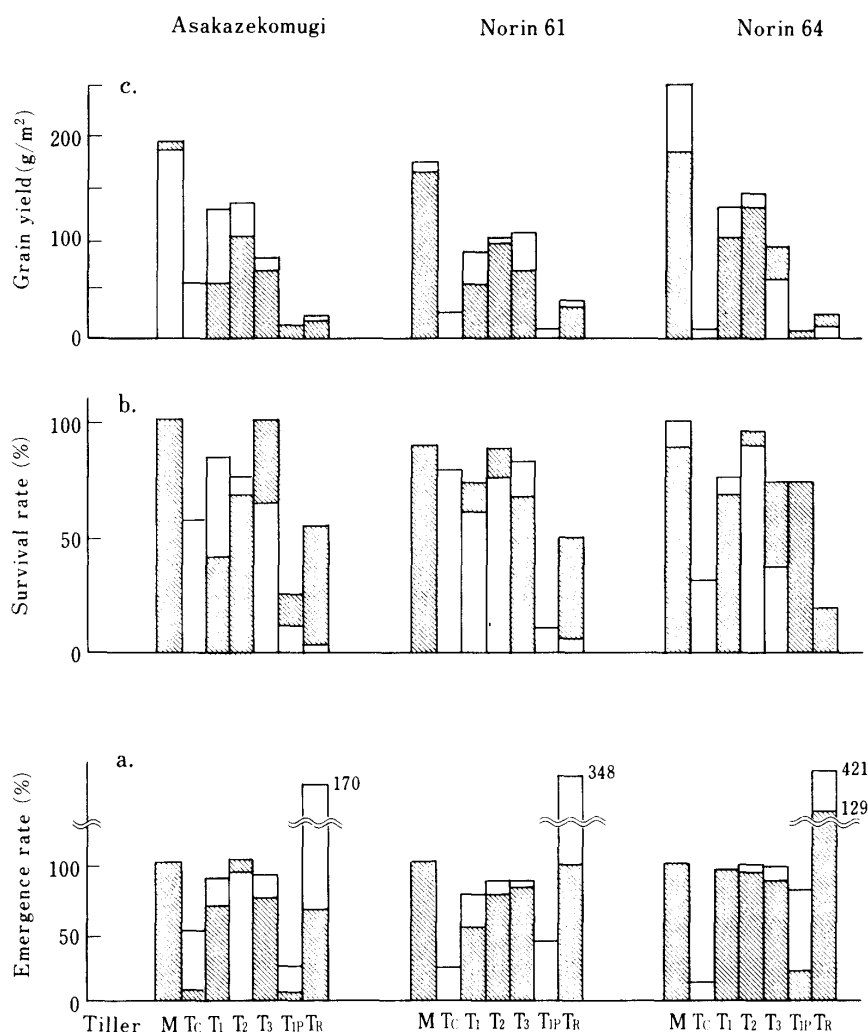 Asakazekomugi Norin 61 Norin 64
c.
Grain yield (g/m²)
200
100
0
b.
Survival rate (%)
100
50
0
a.
Emergence rate (%)
170 348 421
129
100
50
0
Tiller M TC T1 T2 T3 T1P TR M TC T1 T2 T3 T1P TR M TC T1 T2 T3 T1P TR